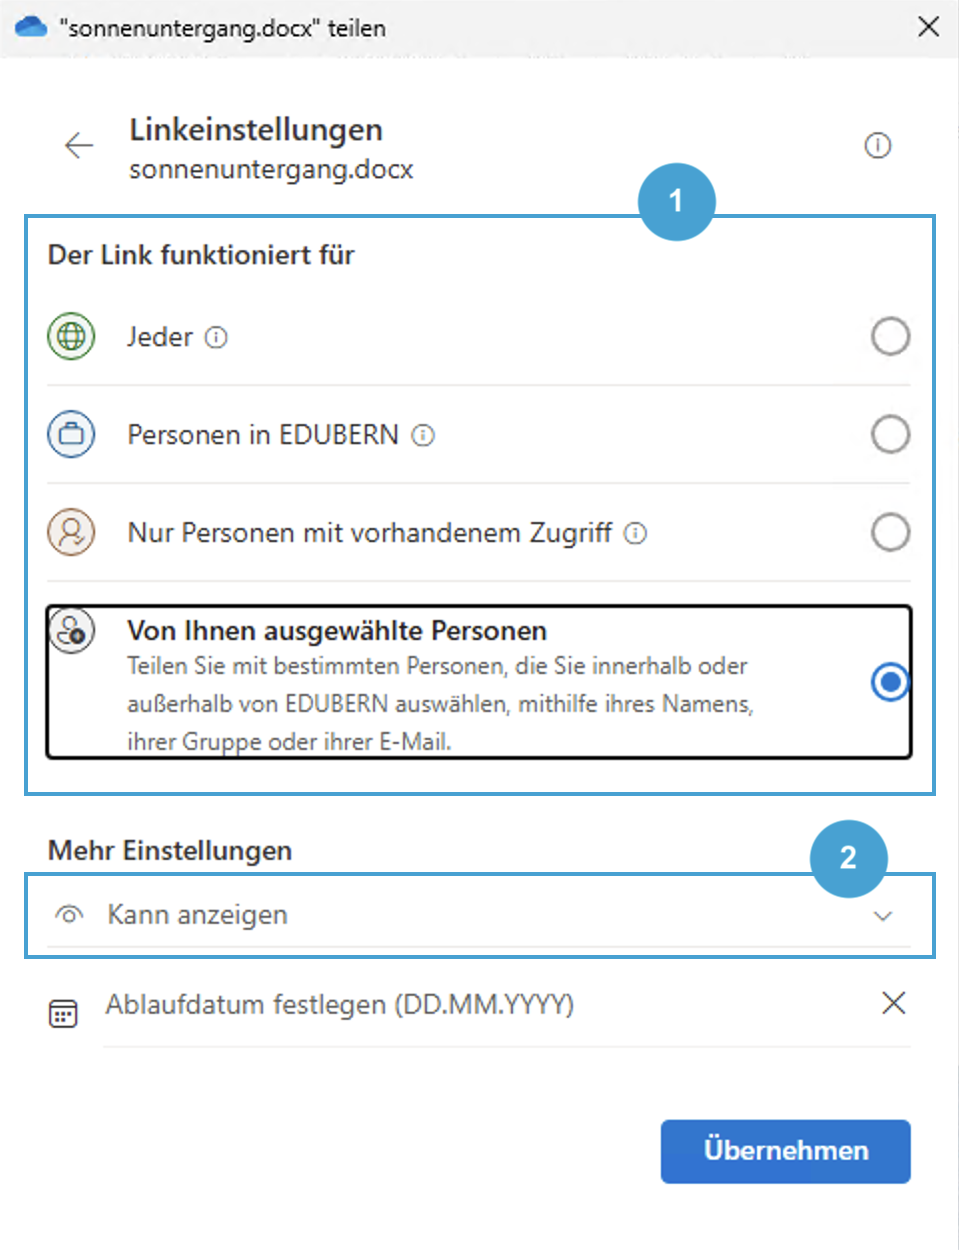 "sonnenuntergang.docx" teilen
Linkeinstellungen
sonnenuntergang.docx
1
Der Link funktioniert für
Jeder
Personen in EDUBERN
Nur Personen mit vorhandenem Zugriff
Von Ihnen ausgewählte Personen
Teilen Sie mit bestimmten Personen, die Sie innerhalb oder
außerhalb von EDUBERN auswählen, mithilfe ihres Namens,
ihrer Gruppe oder ihrer E-Mail.
Mehr Einstellungen
2
Kann anzeigen
Ablaufdatum festlegen (DD.MM.YYYY)
Übernehmen